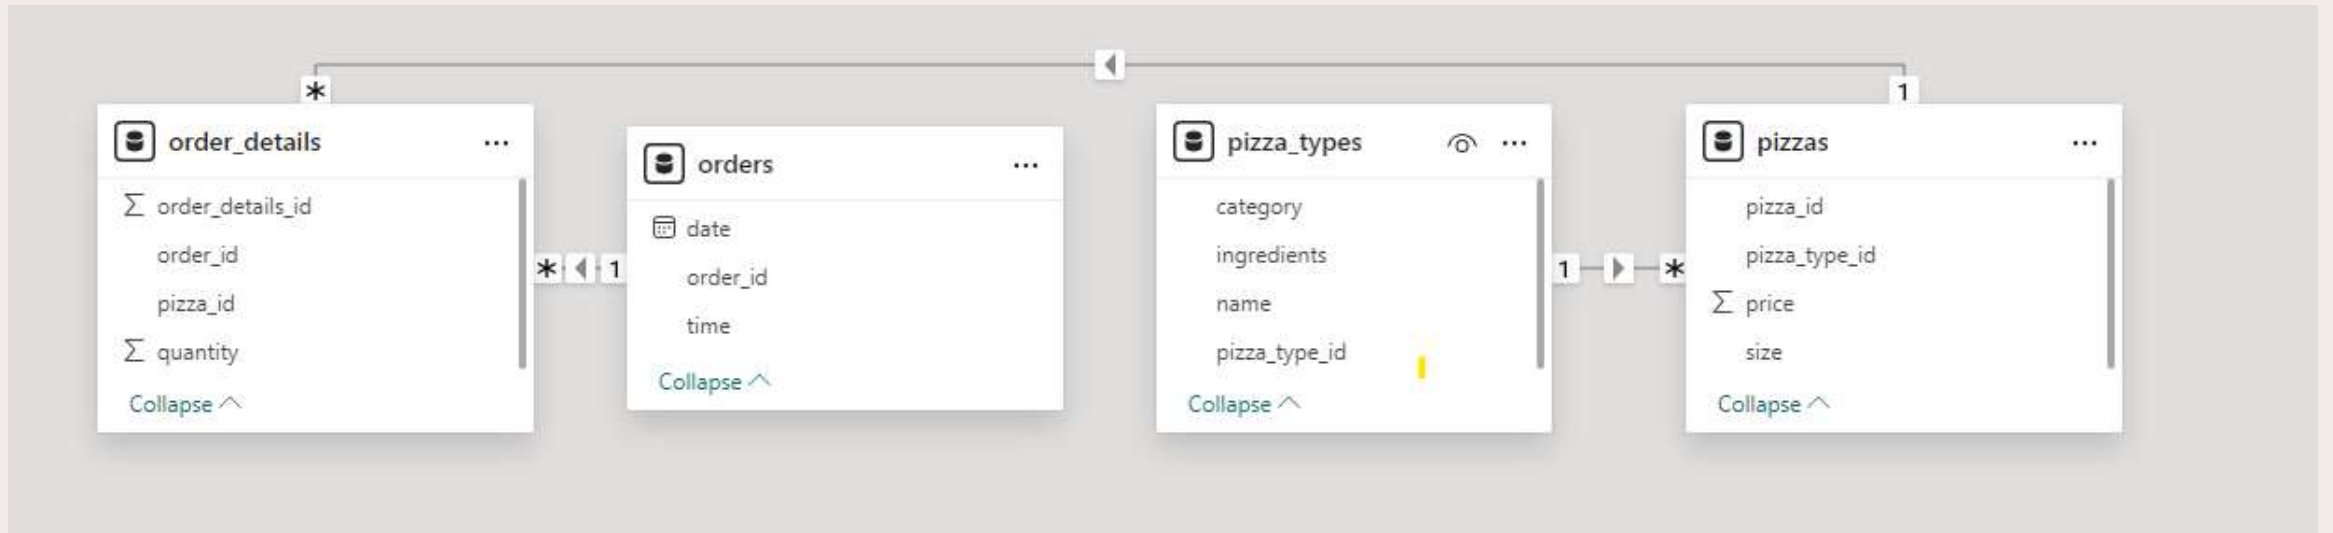 *
1
order_details
...
order_details_id
order_id
pizza_id
quantity
Collapse
* 1
orders
...
date
order_id
time
Collapse
pizza_types
...
category
ingredients
name
pizza_type_id
Collapse
1 *
pizzas
...
pizza_id
pizza_type_id
price
size
Collapse